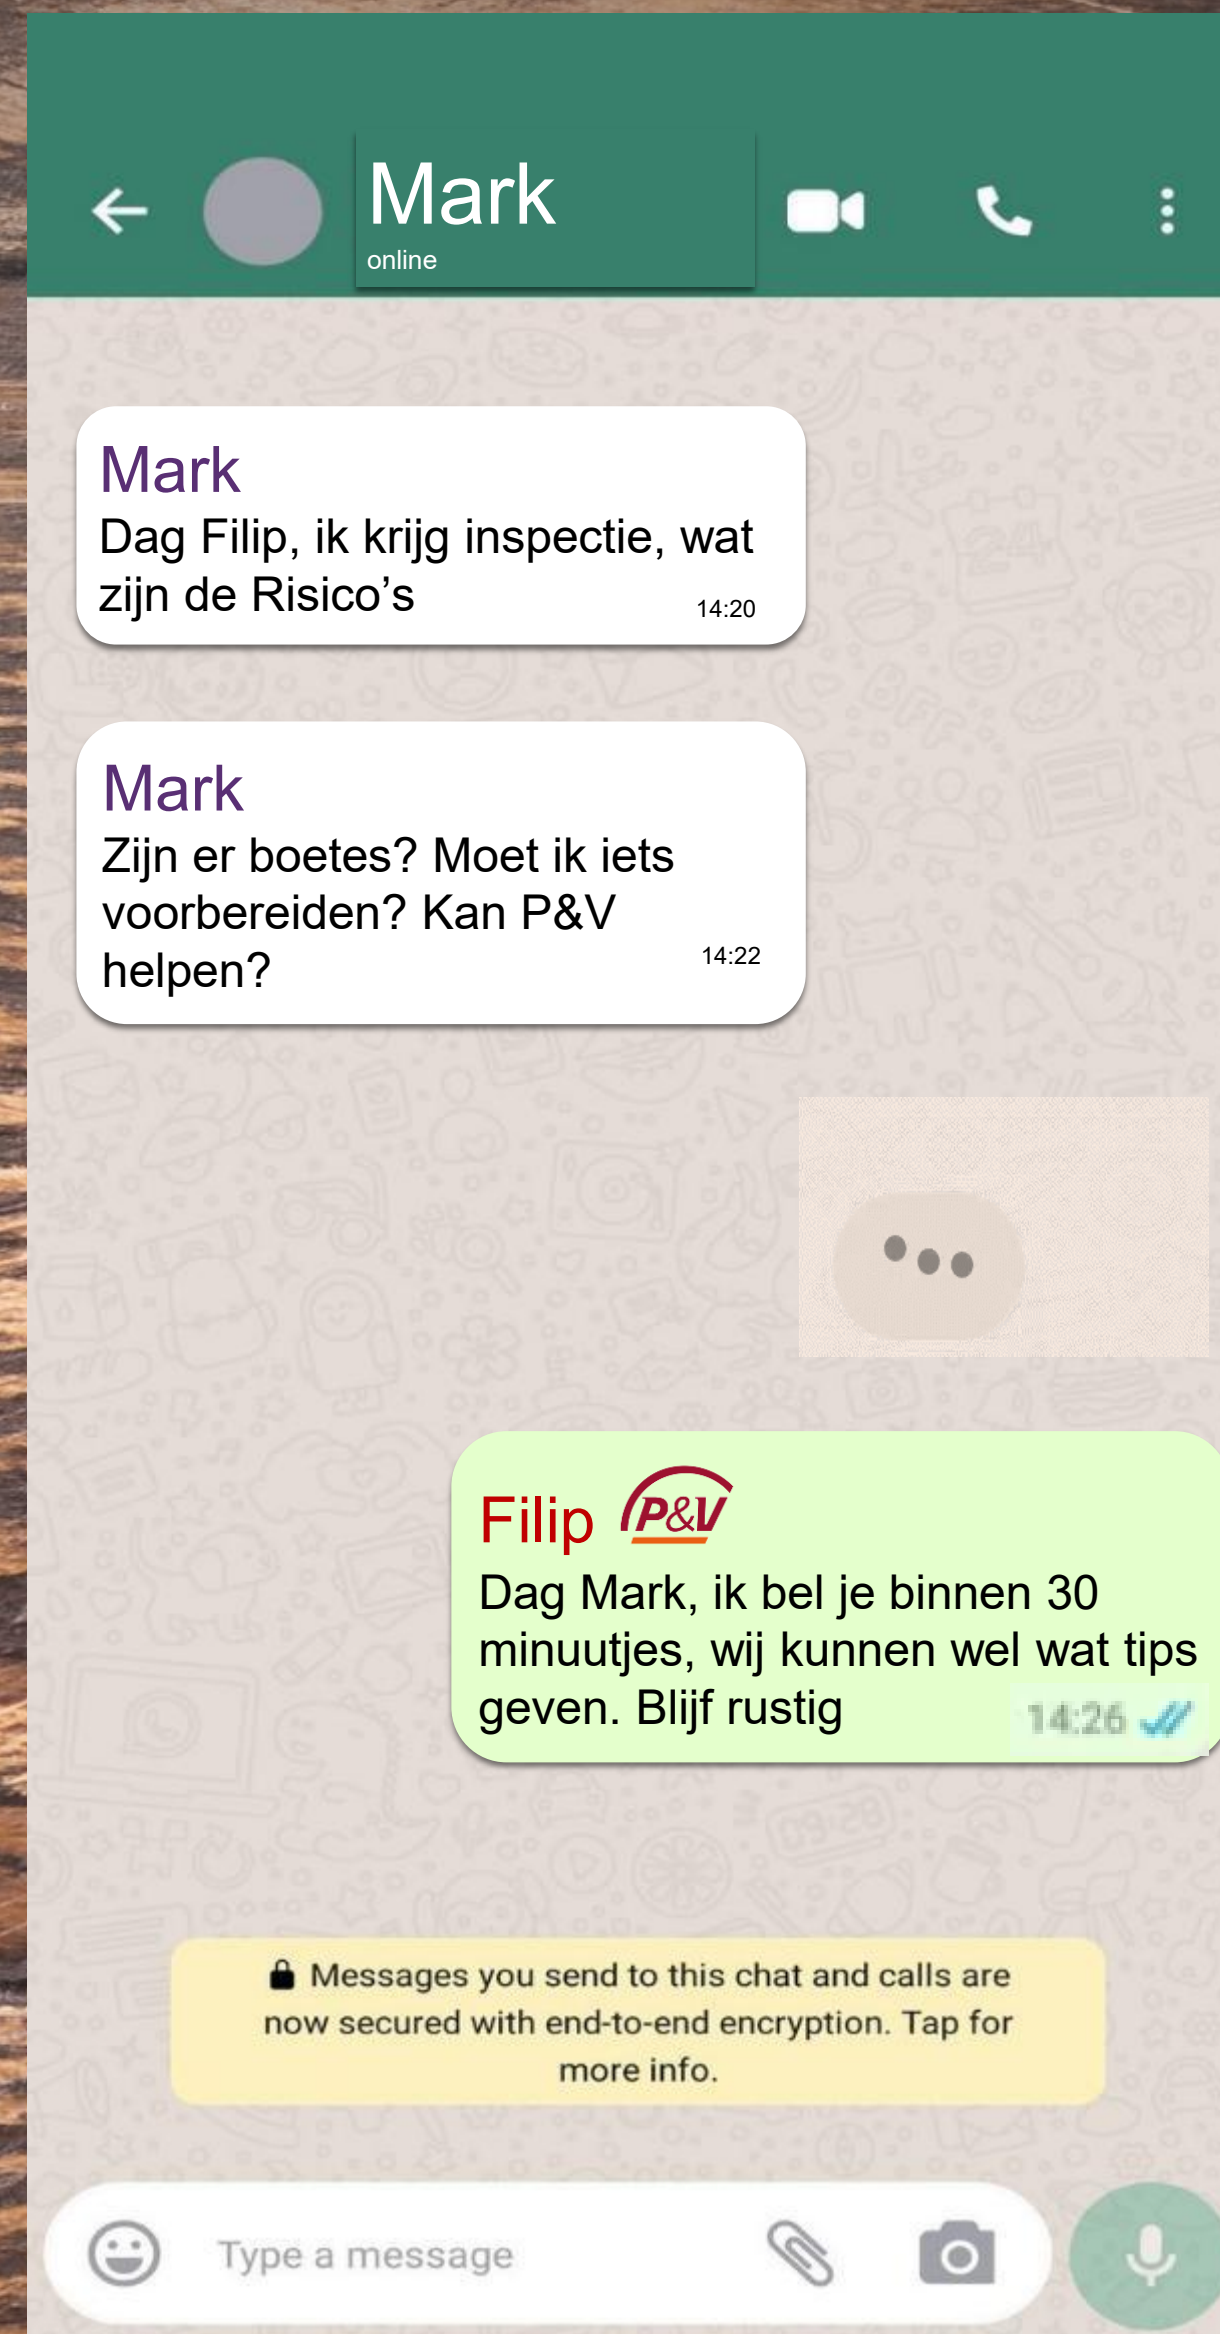 Mark
online
Mark
Dag Filip, ik krijg inspectie, wat
zijn de Risico’s
14:20
Mark
Zijn er boetes? Moet ik iets
voorbereiden? Kan P&V
helpen?
14:22
Filip P&V
Dag Mark, ik bel je binnen 30
minuutjes, wij kunnen wel wat tips
geven. Blijf rustig
14:26
Messages you send to this chat and calls are
now secured with end-to-end encryption. Tap for
more info.
Type a message